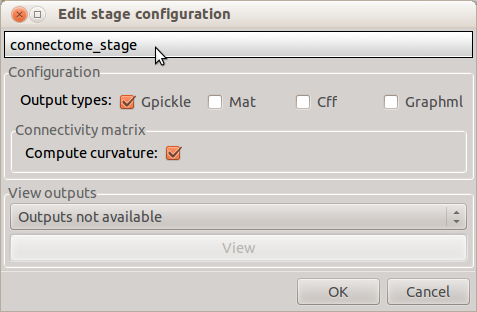 Edit stage configuration
connectome_stage
Configuration
Output types: Gpickle Mat Cff Graphml
Connectivity matrix
Compute curvature:
View outputs
Outputs not available
View
OK Cancel